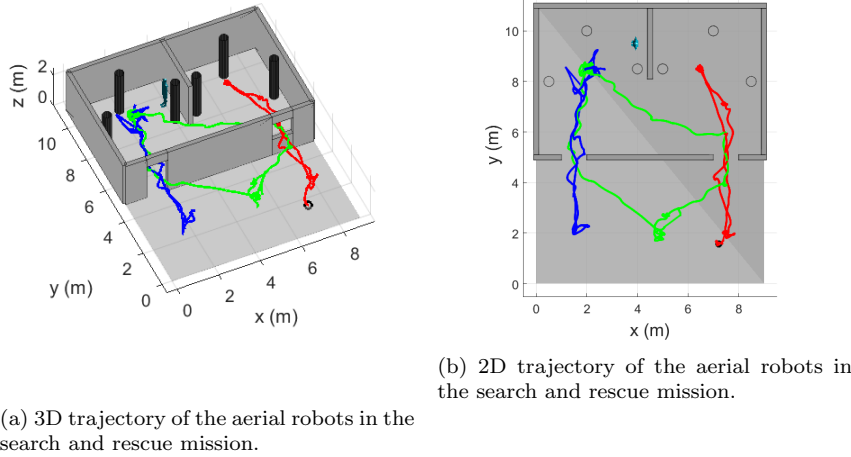 2
0
z (m)
10
8
6
4
2
0
y (m)
0
2
4
6
8
x (m)
(a) 3D trajectory of the aerial robots in the
search and rescue mission.
10
8
6
4
2
0
y (m)
0
2
4
6
8
x (m)
(b) 2D trajectory of the aerial robots in
the search and rescue mission.